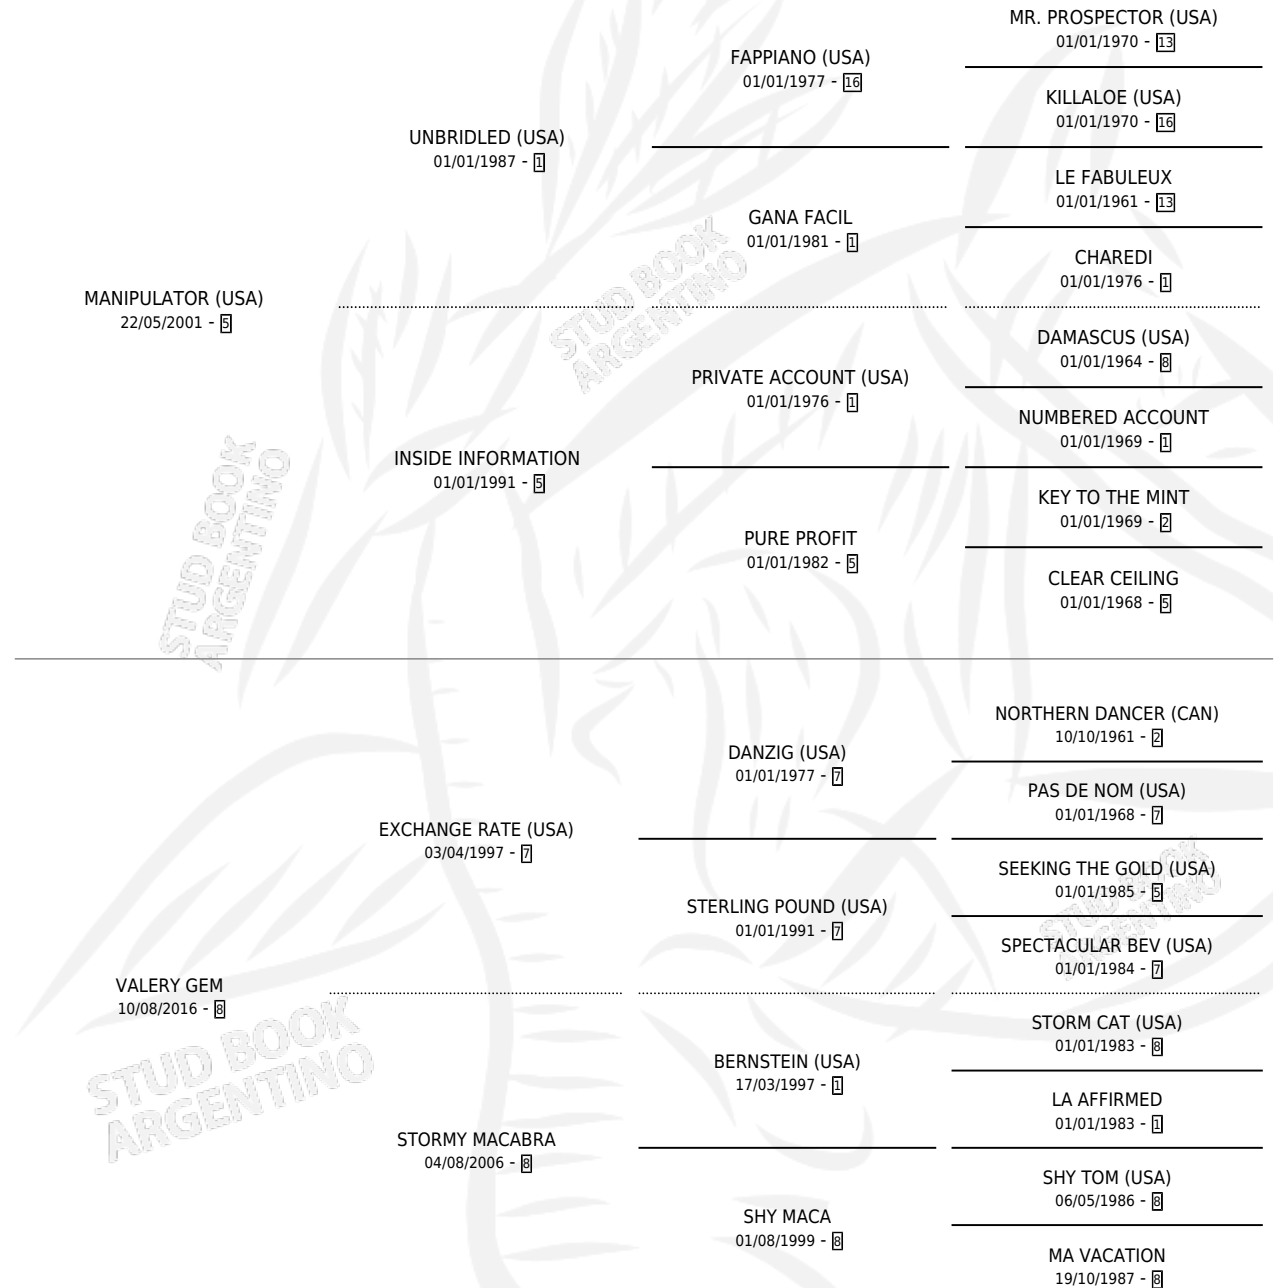 MR. PROSPECTOR (USA)
01/01/1970 - 13
FAPPIANO (USA)
01/01/1977 - 16
KILLALOE (USA)
01/01/1970 - 16
UNBRIDLED (USA)
01/01/1987 - 1
LE FABULEUX
01/01/1961 - 13
GANA FACIL
01/01/1981 - 1
CHAREDI
01/01/1976 - 1
MANIPULATOR (USA)
22/05/2001 - 5
DAMASCUS (USA)
01/01/1964 - 8
PRIVATE ACCOUNT (USA)
01/01/1976 - 1
NUMBERED ACCOUNT
01/01/1969 - 1
INSIDE INFORMATION
01/01/1991 - 5
KEY TO THE MINT
01/01/1969 - 2
PURE PROFIT
01/01/1982 - 5
CLEAR CEILING
01/01/1968 - 5
NORTHERN DANCER (CAN)
10/10/1961 - 2
DANZIG (USA)
01/01/1977 - 7
PAS DE NOM (USA)
01/01/1968 - 7
EXCHANGE RATE (USA)
03/04/1997 - 7
SEEKING THE GOLD (USA)
01/01/1985 - 5
STERLING POUND (USA)
01/01/1991 - 7
SPECTACULAR BEV (USA)
01/01/1984 - 7
VALERY GEM
10/08/2016 - 8
STORM CAT (USA)
01/01/1983 - 8
BERNSTEIN (USA)
17/03/1997 - 1
LA AFFIRMED
01/01/1983 - 1
STORMY MACABRA
04/08/2006 - 8
SHY TOM (USA)
06/05/1986 - 8
SHY MACA
01/08/1999 - 8
MA VACATION
19/10/1987 - 8
STUD BOOK
ARGENTINO
STUD BOOK
ARGENTINO
STUD BOOK
ARGENTINO
STUD BOOK
ARGENTINO